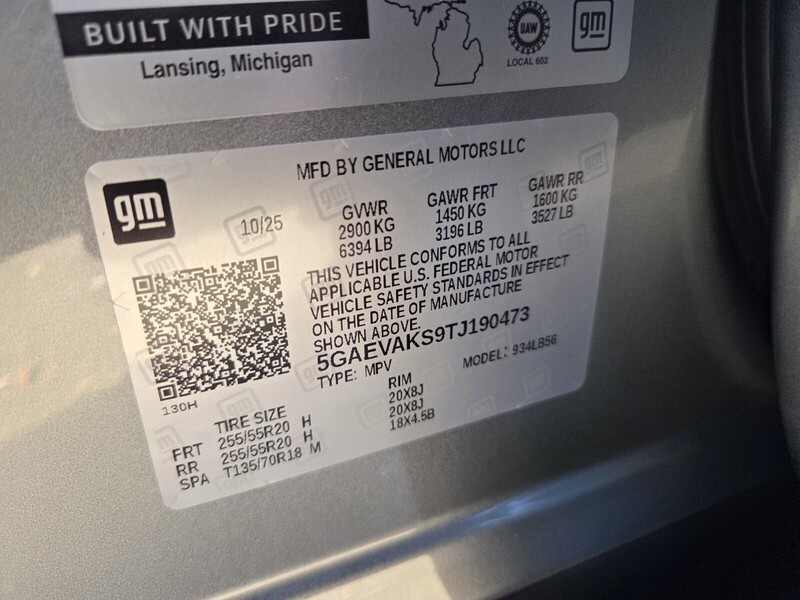 BUILT WITH PRIDE
Lansing, Michigan
UAW
LOCAL 602
gm
MFD BY GENERAL MOTORS LLC
gm
10/25
GVWR
2900 KG
6394 LB
GAWR FRT
1450 KG
3196 LB
GAWR RR
1600 KG
3527 LB
THIS VEHICLE CONFORMS TO ALL
APPLICABLE U.S. FEDERAL MOTOR
VEHICLE SAFETY STANDARDS IN EFFECT
ON THE DATE OF MANUFACTURE
SHOWN ABOVE.
5GAEVAKS9TJ190473
TYPE: MPV MODEL: 934LB56
130H
TIRE SIZE RIM
FRT 255/55R20 H 20X8J
RR 255/55R20 H 20X8J
SPA T135/70R18 M 18X4.5B